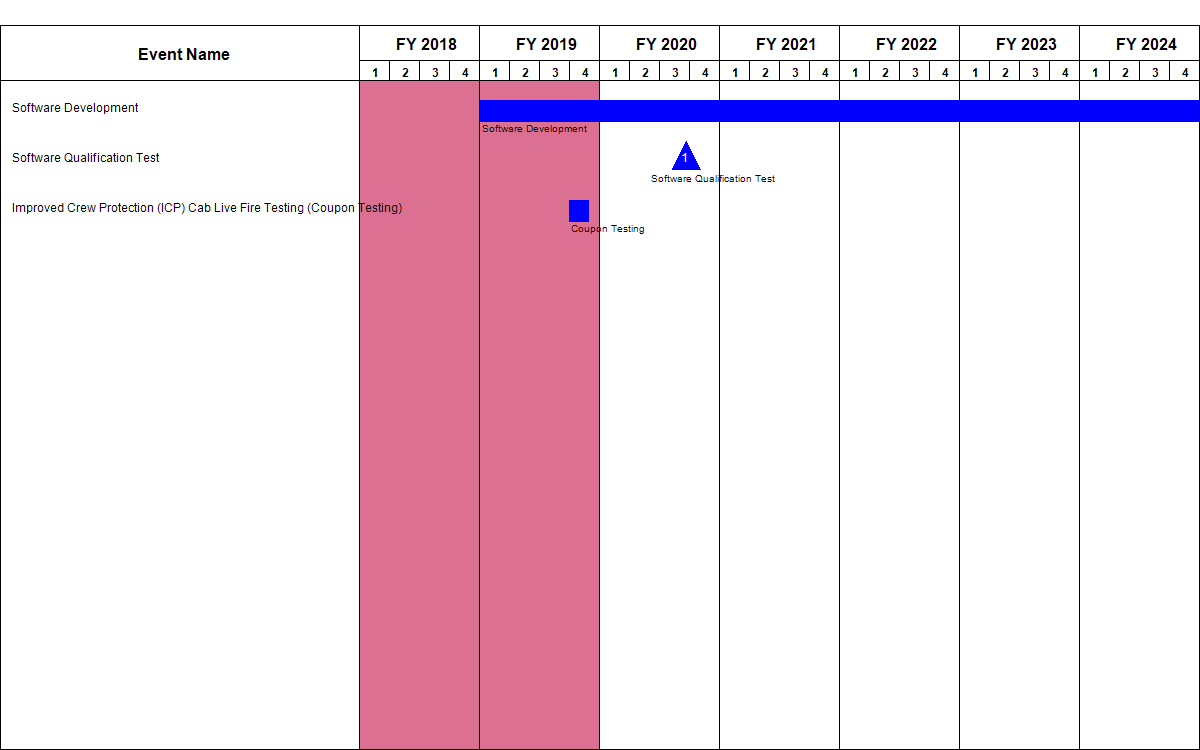 Event Name
FY 2018 FY 2019 FY 2020 FY 2021 FY 2022 FY 2023 FY 2024
1 2 3 4 1 2 3 4 1 2 3 4 1 2 3 4 1 2 3 4 1 2 3 4 1 2 3 4
Software Development
Software Development
Software Qualification Test
1
Software Qualification Test
Improved Crew Protection (ICP) Cab Live Fire Testing (Coupon Testing)
Coupon Testing